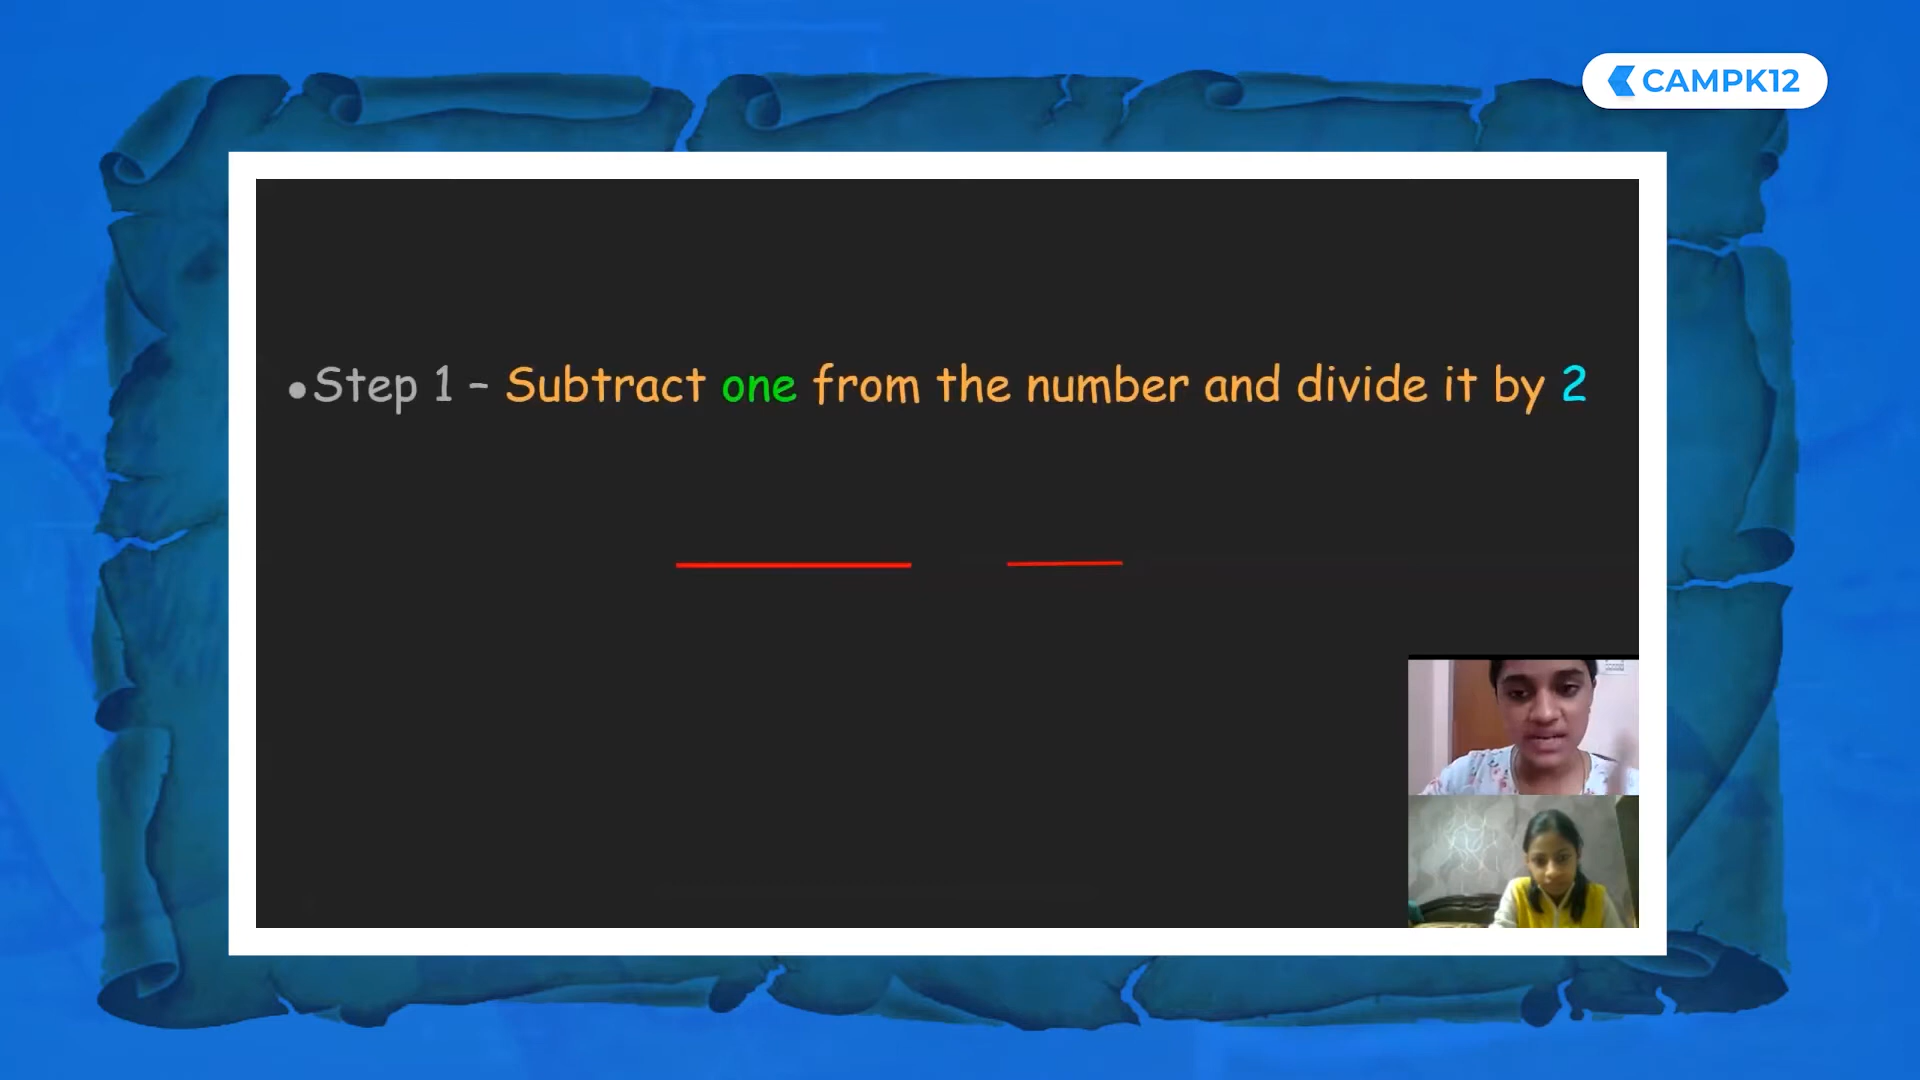 CAMPK12
•Step 1 – Subtract one from the number and divide it by 2